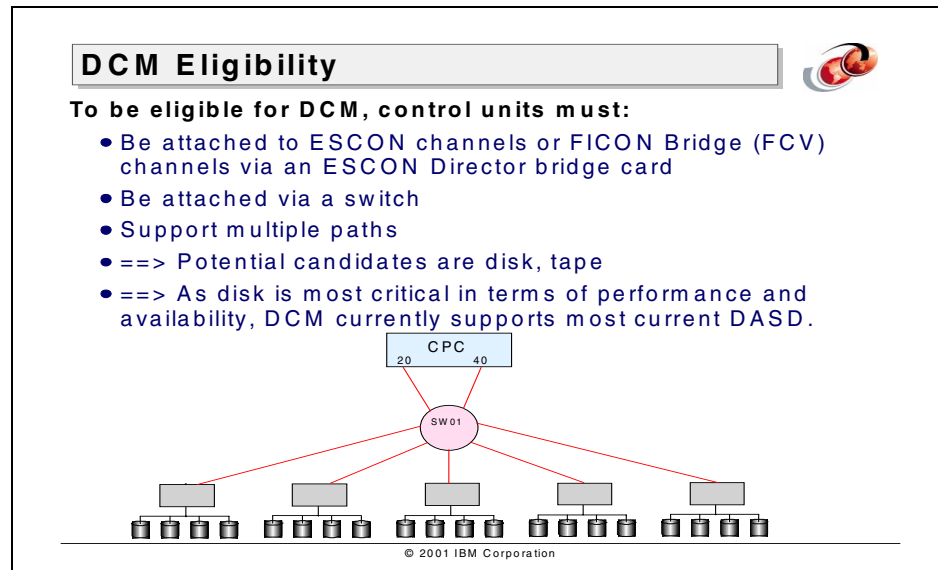 DCM Eligibility
To be eligible for DCM, control units must:
Be attached to ESCON channels or FICON Bridge (FCV)
channels via an ESCON Director bridge card
Be attached via a switch
Support multiple paths
==> Potential candidates are disk, tape
==> As disk is most critical in terms of performance and
availability, DCM currently supports most current DASD.
CPC
20 40
SW01
© 2001 IBM Corporation